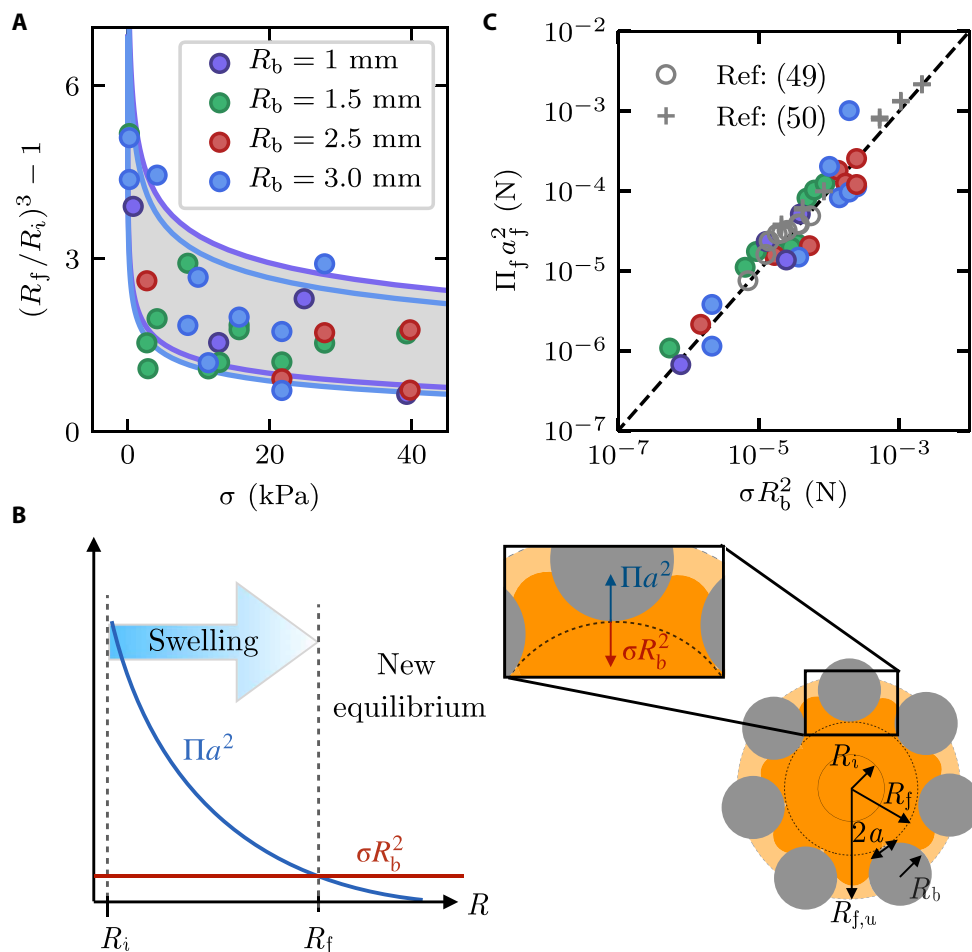 A
(R_f/R_i)^3 − 1
6
3
0
0
20
40
σ (kPa)
R_b = 1 mm
R_b = 1.5 mm
R_b = 2.5 mm
R_b = 3.0 mm
C
Π_f a_f^2 (N)
10^−2
10^−3
10^−4
10^−5
10^−6
10^−7
10^−7
10^−5
10^−3
σR_b^2 (N)
Ref: (49)
Ref: (50)
B
Swelling
New
equilibrium
Πa^2
σR_b^2
R
R_i
R_f
Πa^2
σR_b^2
R_i
R_f
2a
R_b
R_f,u